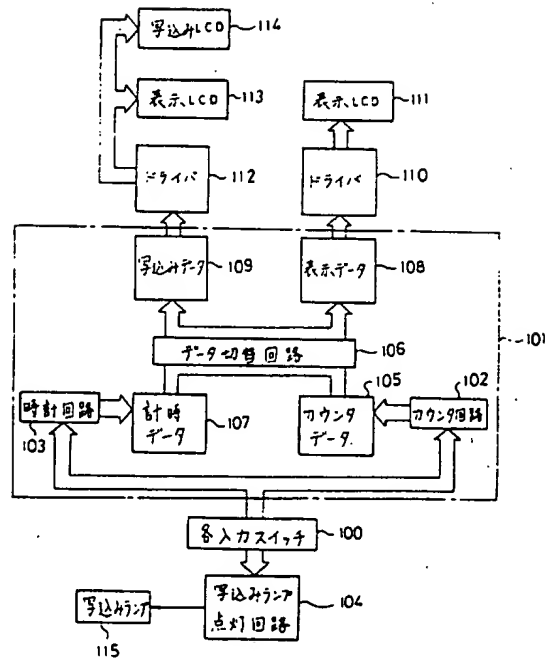 写込みLCD 114
表示LCD 113
表示LCD 111
ドライバ 112
ドライバ 110
写込みデータ 109
表示データ 108
101
データ切替回路 106
105 102
時計回路 103
計時データ 107
カウンタデータ
カウンタ回路
各入力スイッチ 100
写込みランプ
点灯回路 104
写込みランプ
115